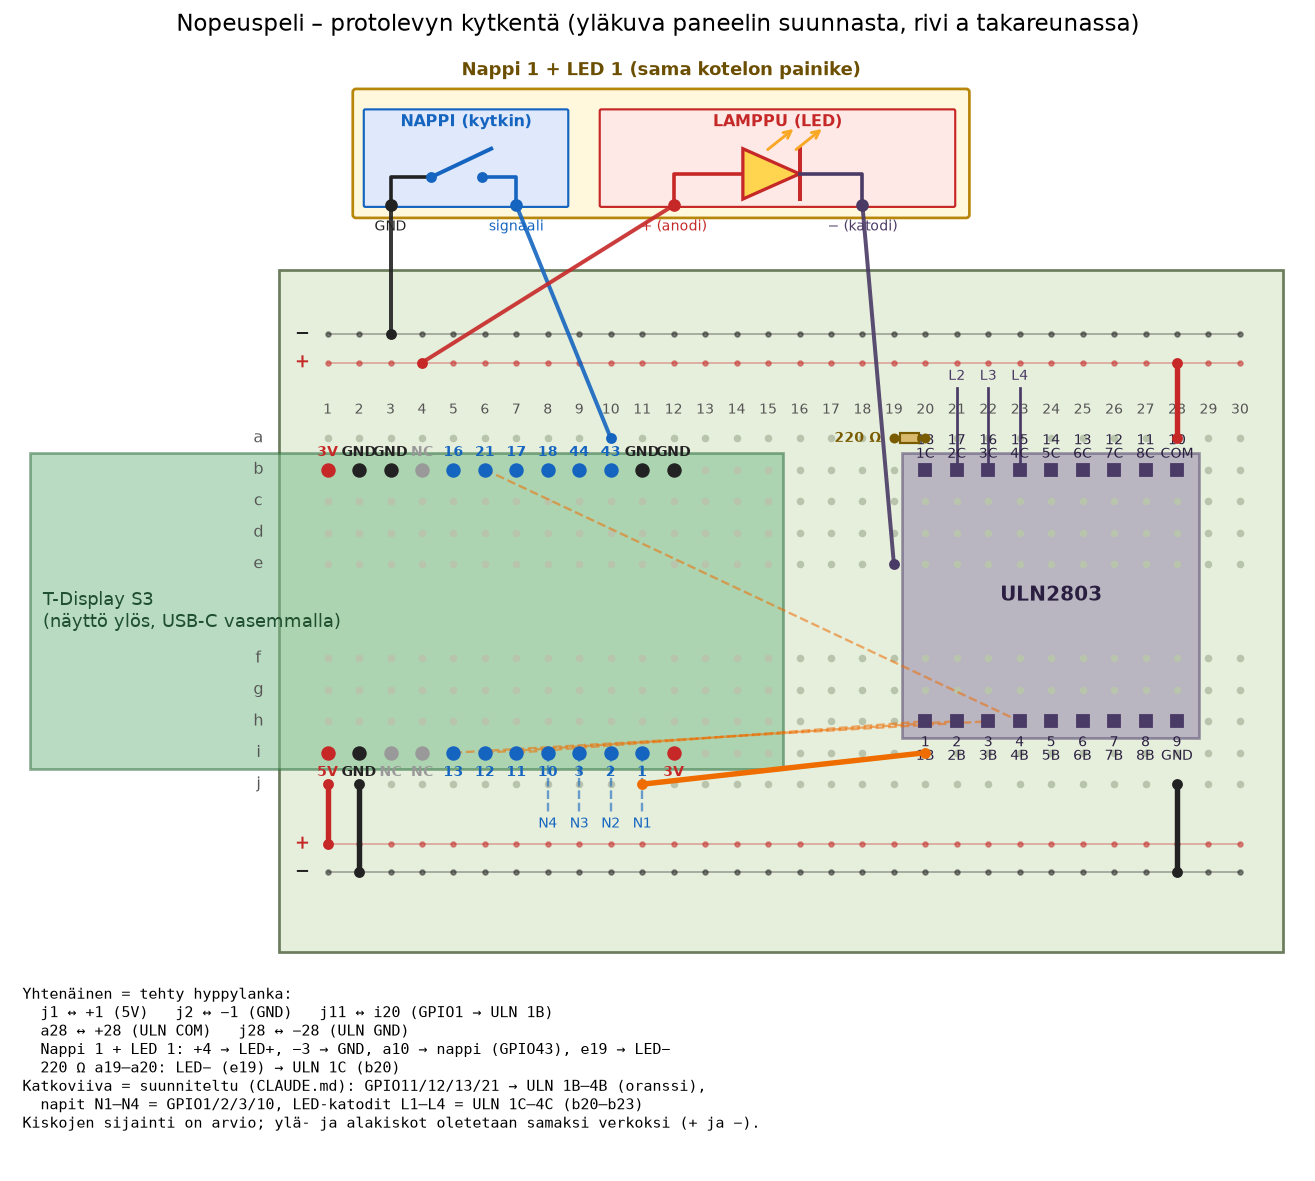 Nopeuspeli – protolevyn kytkentä (yläkuva paneelin suunnasta, rivi a takareunassa)
Nappi 1 + LED 1 (sama kotelon painike)
NAPPI (kytkin) LAMPPU (LED)
GND signaali + (anodi) − (katodi)
−
+
L2 L3 L4
1 2 3 4 5 6 7 8 9 10 11 12 13 14 15 16 17 18 19 20 21 22 23 24 25 26 27 28 29 30
a 220 Ω 18 17 16 15 14 13 12 11 10
3V GND GND NC 16 21 17 18 44 43 GND GND 1C 2C 3C 4C 5C 6C 7C 8C COM
b
c
d
e
ULN2803
T-Display S3
(näyttö ylös, USB-C vasemmalla)
f
g
h
1 2 3 4 5 6 7 8 9
i 1B 2B 3B 4B 5B 6B 7B 8B GND
5V GND NC NC 13 12 11 10 3 2 1 3V
j
N4 N3 N2 N1
+
−
Yhtenäinen = tehty hyppylanka:
j1 ↔ +1 (5V) j2 ↔ −1 (GND) j11 ↔ i20 (GPIO1 → ULN 1B)
a28 ↔ +28 (ULN COM) j28 ↔ −28 (ULN GND)
Nappi 1 + LED 1: +4 → LED+, −3 → GND, a10 → nappi (GPIO43), e19 → LED−
220 Ω a19–a20: LED− (e19) → ULN 1C (b20)
Katkoviiva = suunniteltu (CLAUDE.md): GPIO11/12/13/21 → ULN 1B–4B (oranssi),
napit N1–N4 = GPIO1/2/3/10, LED-katodit L1–L4 = ULN 1C–4C (b20–b23)
Kiskojen sijainti on arvio; ylä- ja alakiskot oletetaan samaksi verkoksi (+ ja −).